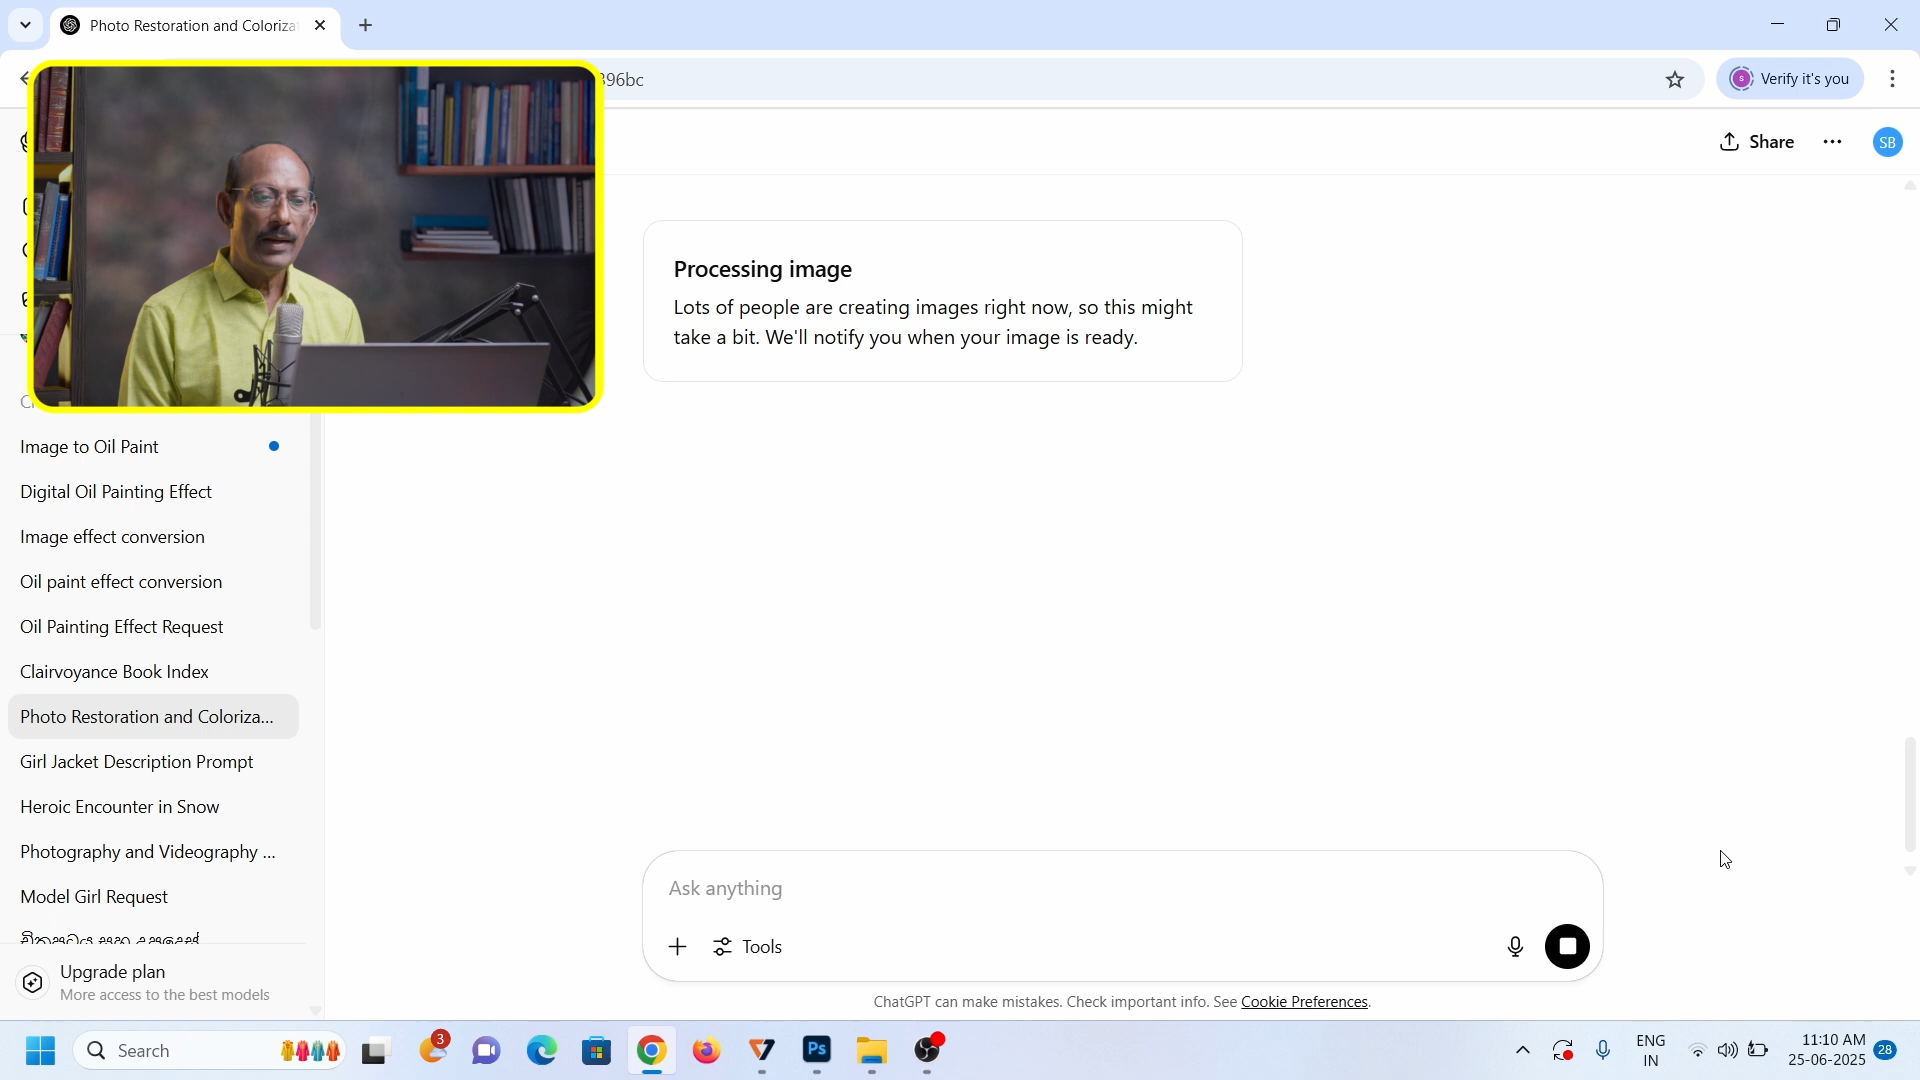 Photo Restoration and Coloriza
96bc
Verify it's you
Share
SB
Processing image
Lots of people are creating images right now, so this might
take a bit. We'll notify you when your image is ready.
Image to Oil Paint
Digital Oil Painting Effect
Image effect conversion
Oil paint effect conversion
Oil Painting Effect Request
Clairvoyance Book Index
Photo Restoration and Coloriza...
Girl Jacket Description Prompt
Heroic Encounter in Snow
Photography and Videography ...
Model Girl Request
Upgrade plan
More access to the best models
Ask anything
Tools
ChatGPT can make mistakes. Check important info. See Cookie Preferences.
Search
3
Ps
ENG
IN
11:10 AM
25-06-2025
28